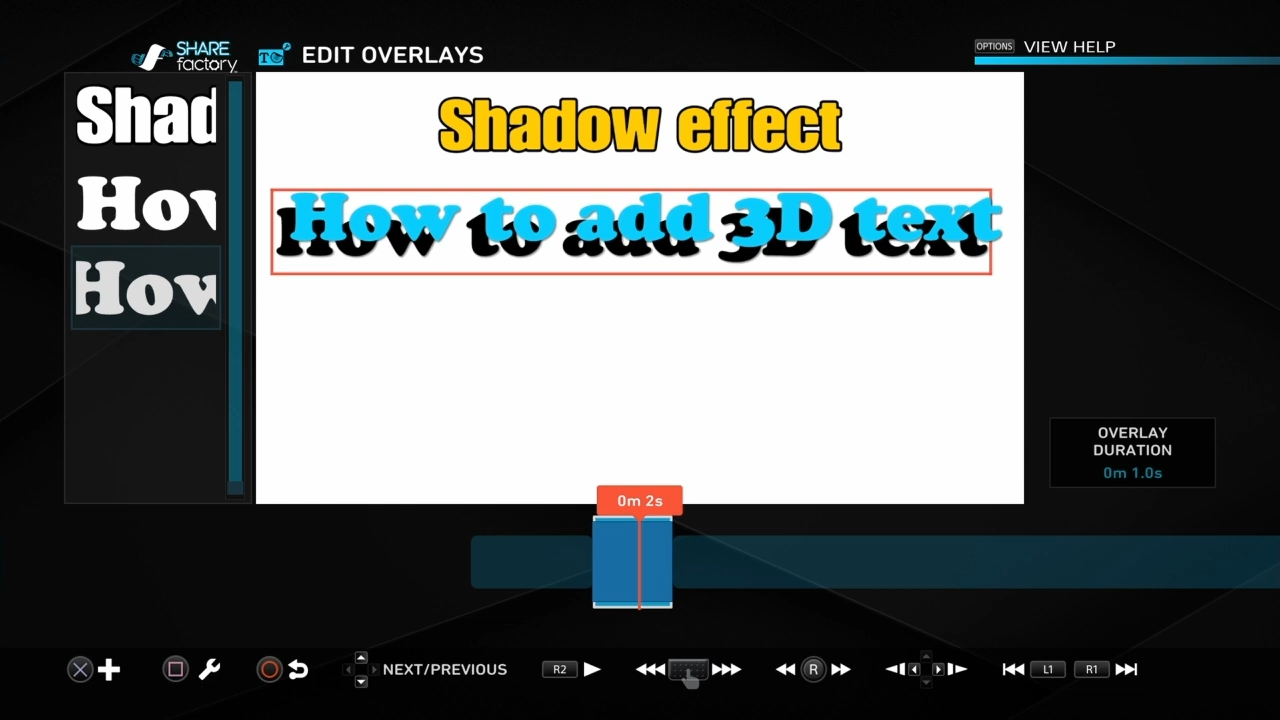 SHARE
factory
EDIT OVERLAYS
OPTIONS VIEW HELP
Shad
How
How
Shadow effect
How to add 3D text
How to add 3D text
OVERLAY
DURATION
0m 1.0s
0m 2s
NEXT/PREVIOUS
R2
R
L1
R1